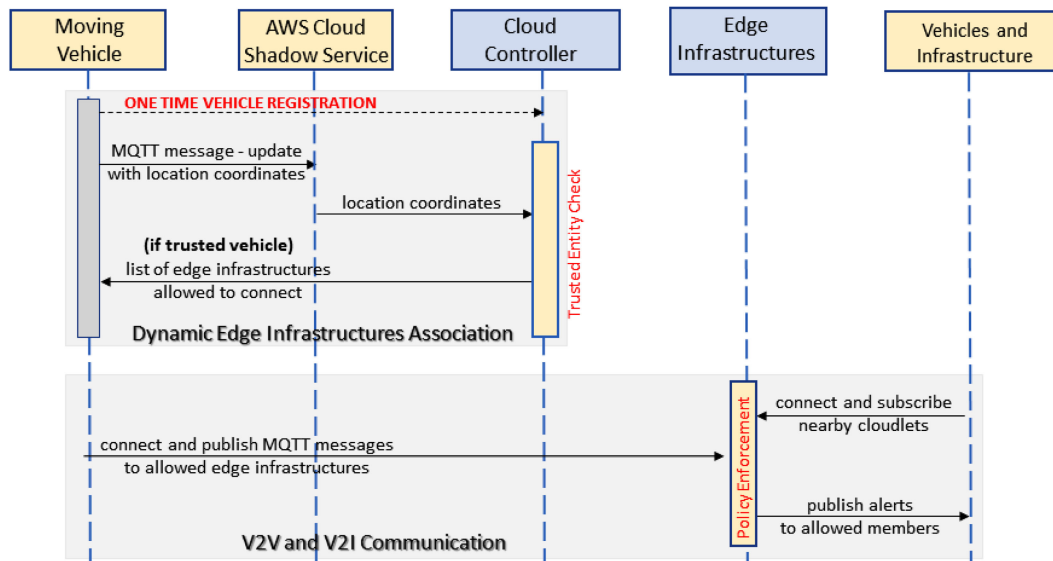 Moving
Vehicle
AWS Cloud
Shadow Service
Cloud
Controller
Edge
Infrastructures
Vehicles and
Infrastructure
ONE TIME VEHICLE REGISTRATION
MQTT message - update
with location coordinates
location coordinates
(if trusted vehicle)
list of edge infrastructures
allowed to connect
Trusted Entity Check
Dynamic Edge Infrastructures Association
connect and subscribe
nearby cloudlets
connect and publish MQTT messages
to allowed edge infrastructures
Policy Enforcement
publish alerts
to allowed members
V2V and V2I Communication